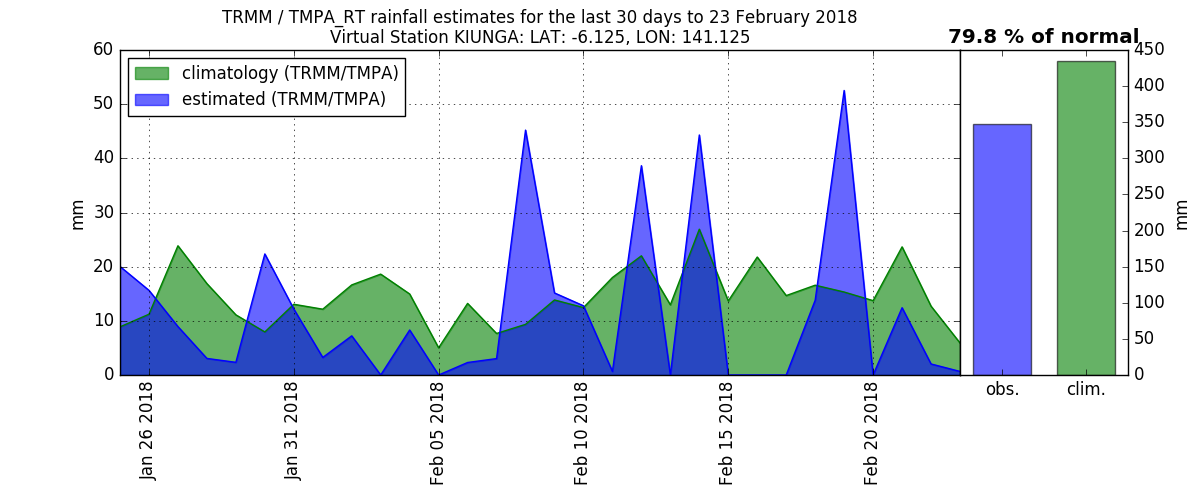 TRMM / TMPA_RT rainfall estimates for the last 30 days to 23 February 2018
Virtual Station KIUNGA: LAT: -6.125, LON: 141.125
79.8 % of normal
climatology (TRMM/TMPA)
estimated (TRMM/TMPA)
60
50
40
30
20
10
0
mm
Jan 26 2018
Jan 31 2018
Feb 05 2018
Feb 10 2018
Feb 15 2018
Feb 20 2018
450
400
350
300
250
200
150
100
50
0
mm
obs.
clim.